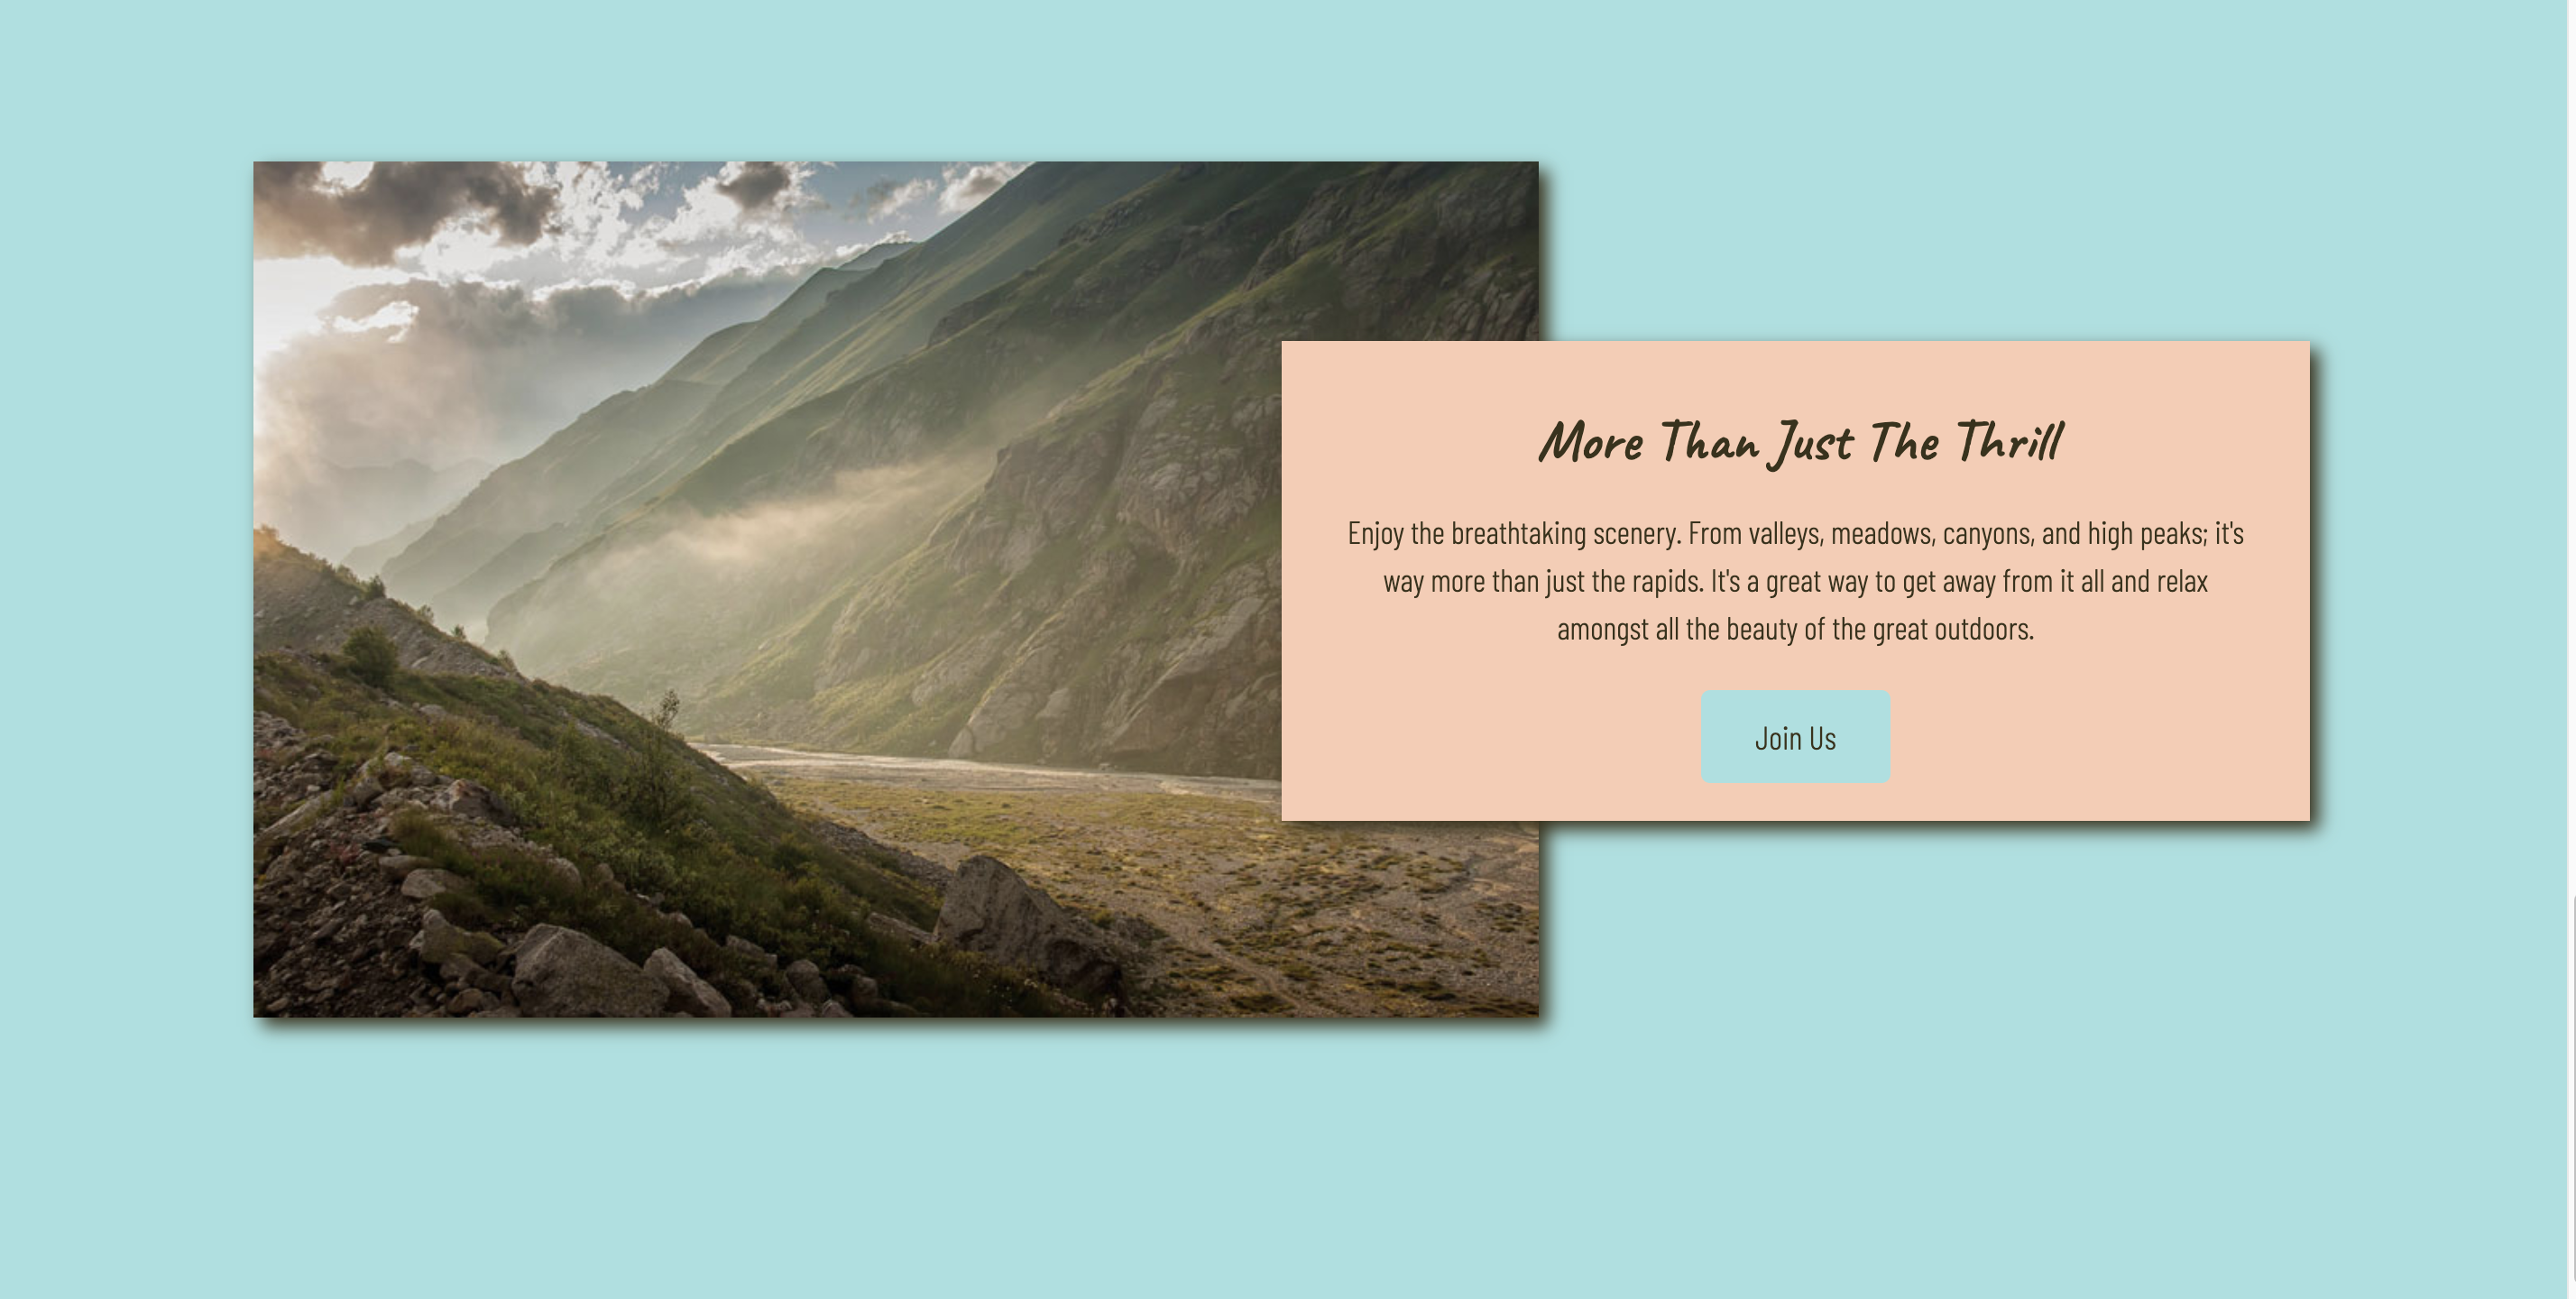 More Than Just The Thrill
Enjoy the breathtaking scenery. From valleys, meadows, canyons, and high peaks; it's
way more than just the rapids. It's a great way to get away from it all and relax
amongst all the beauty of the great outdoors.
Join Us